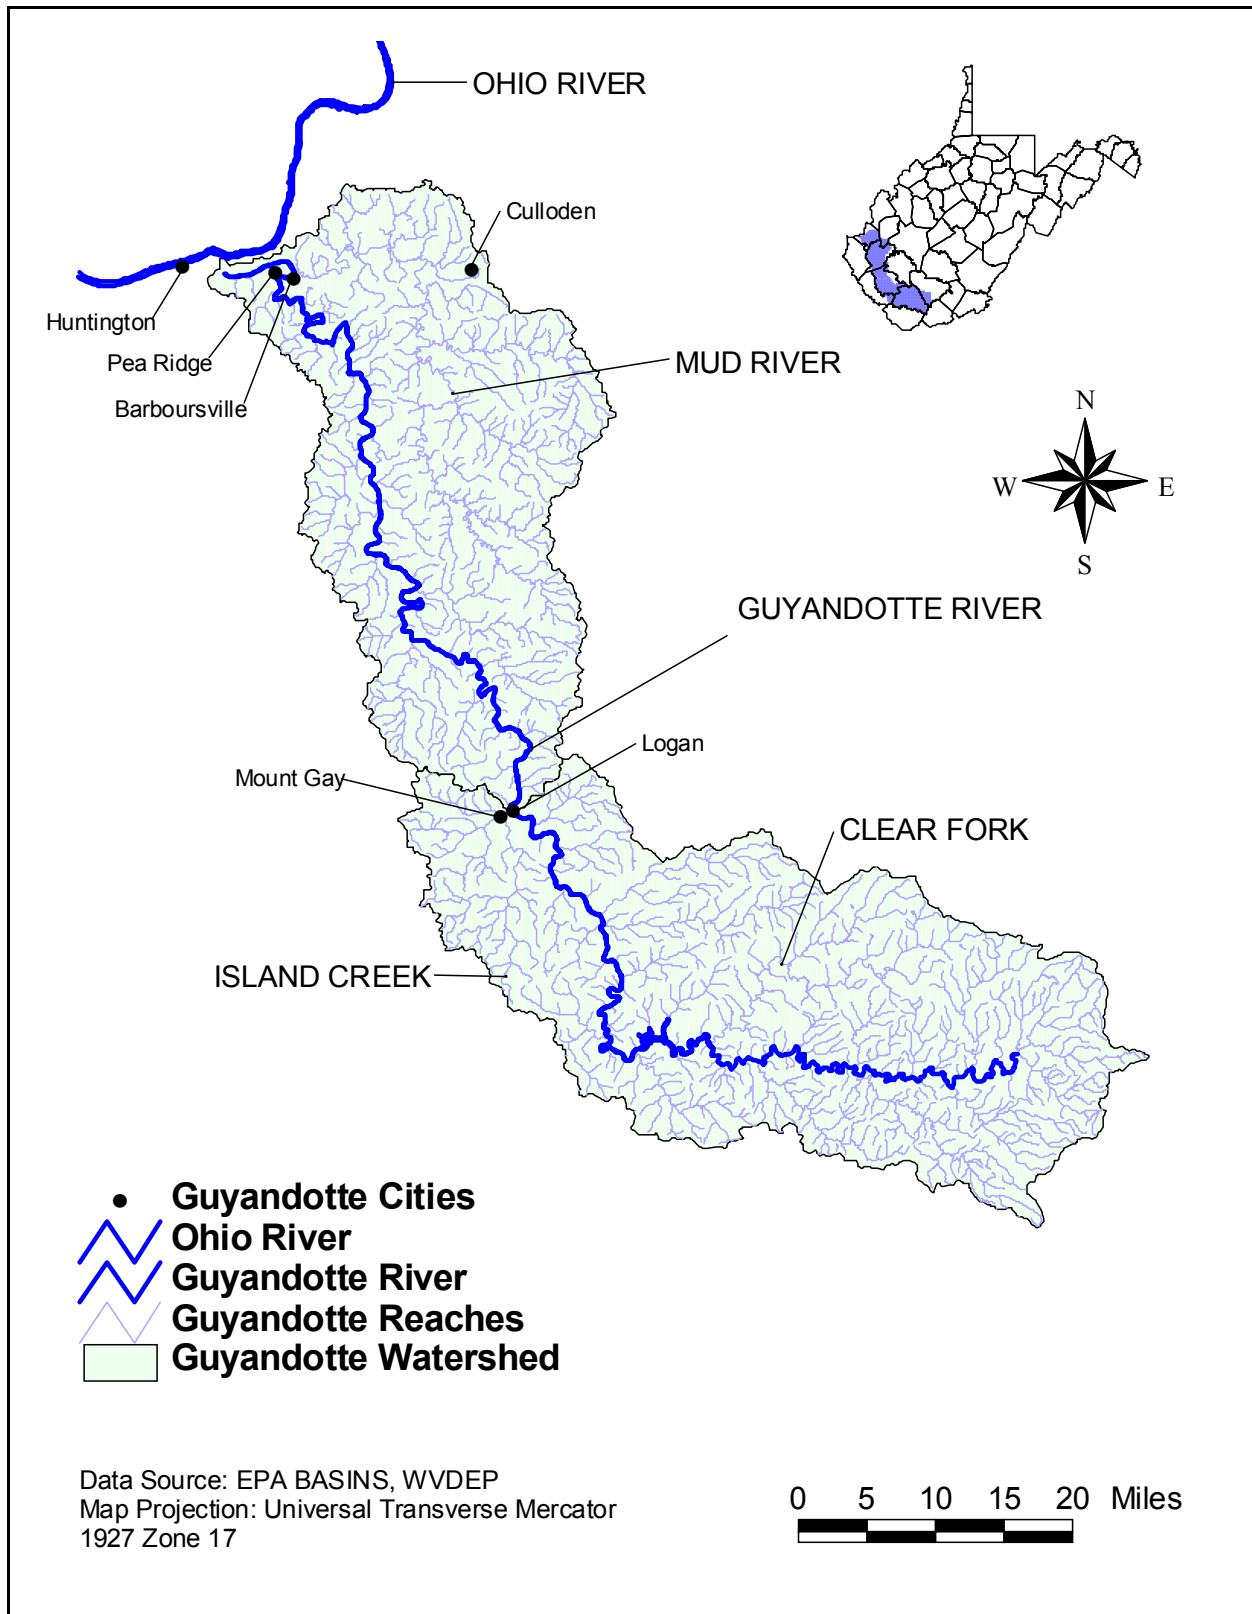 OHIO RIVER
Culloden
Huntington
Pea Ridge
MUD RIVER
Barboursville
N
W
E
S
GUYANDOTTE RIVER
Logan
Mount Gay
CLEAR FORK
ISLAND CREEK
Guyandotte Cities
Ohio River
Guyandotte River
Guyandotte Reaches
Guyandotte Watershed
Data Source: EPA BASINS, WVDEP
Map Projection: Universal Transverse Mercator
1927 Zone 17
0 5 10 15 20 Miles